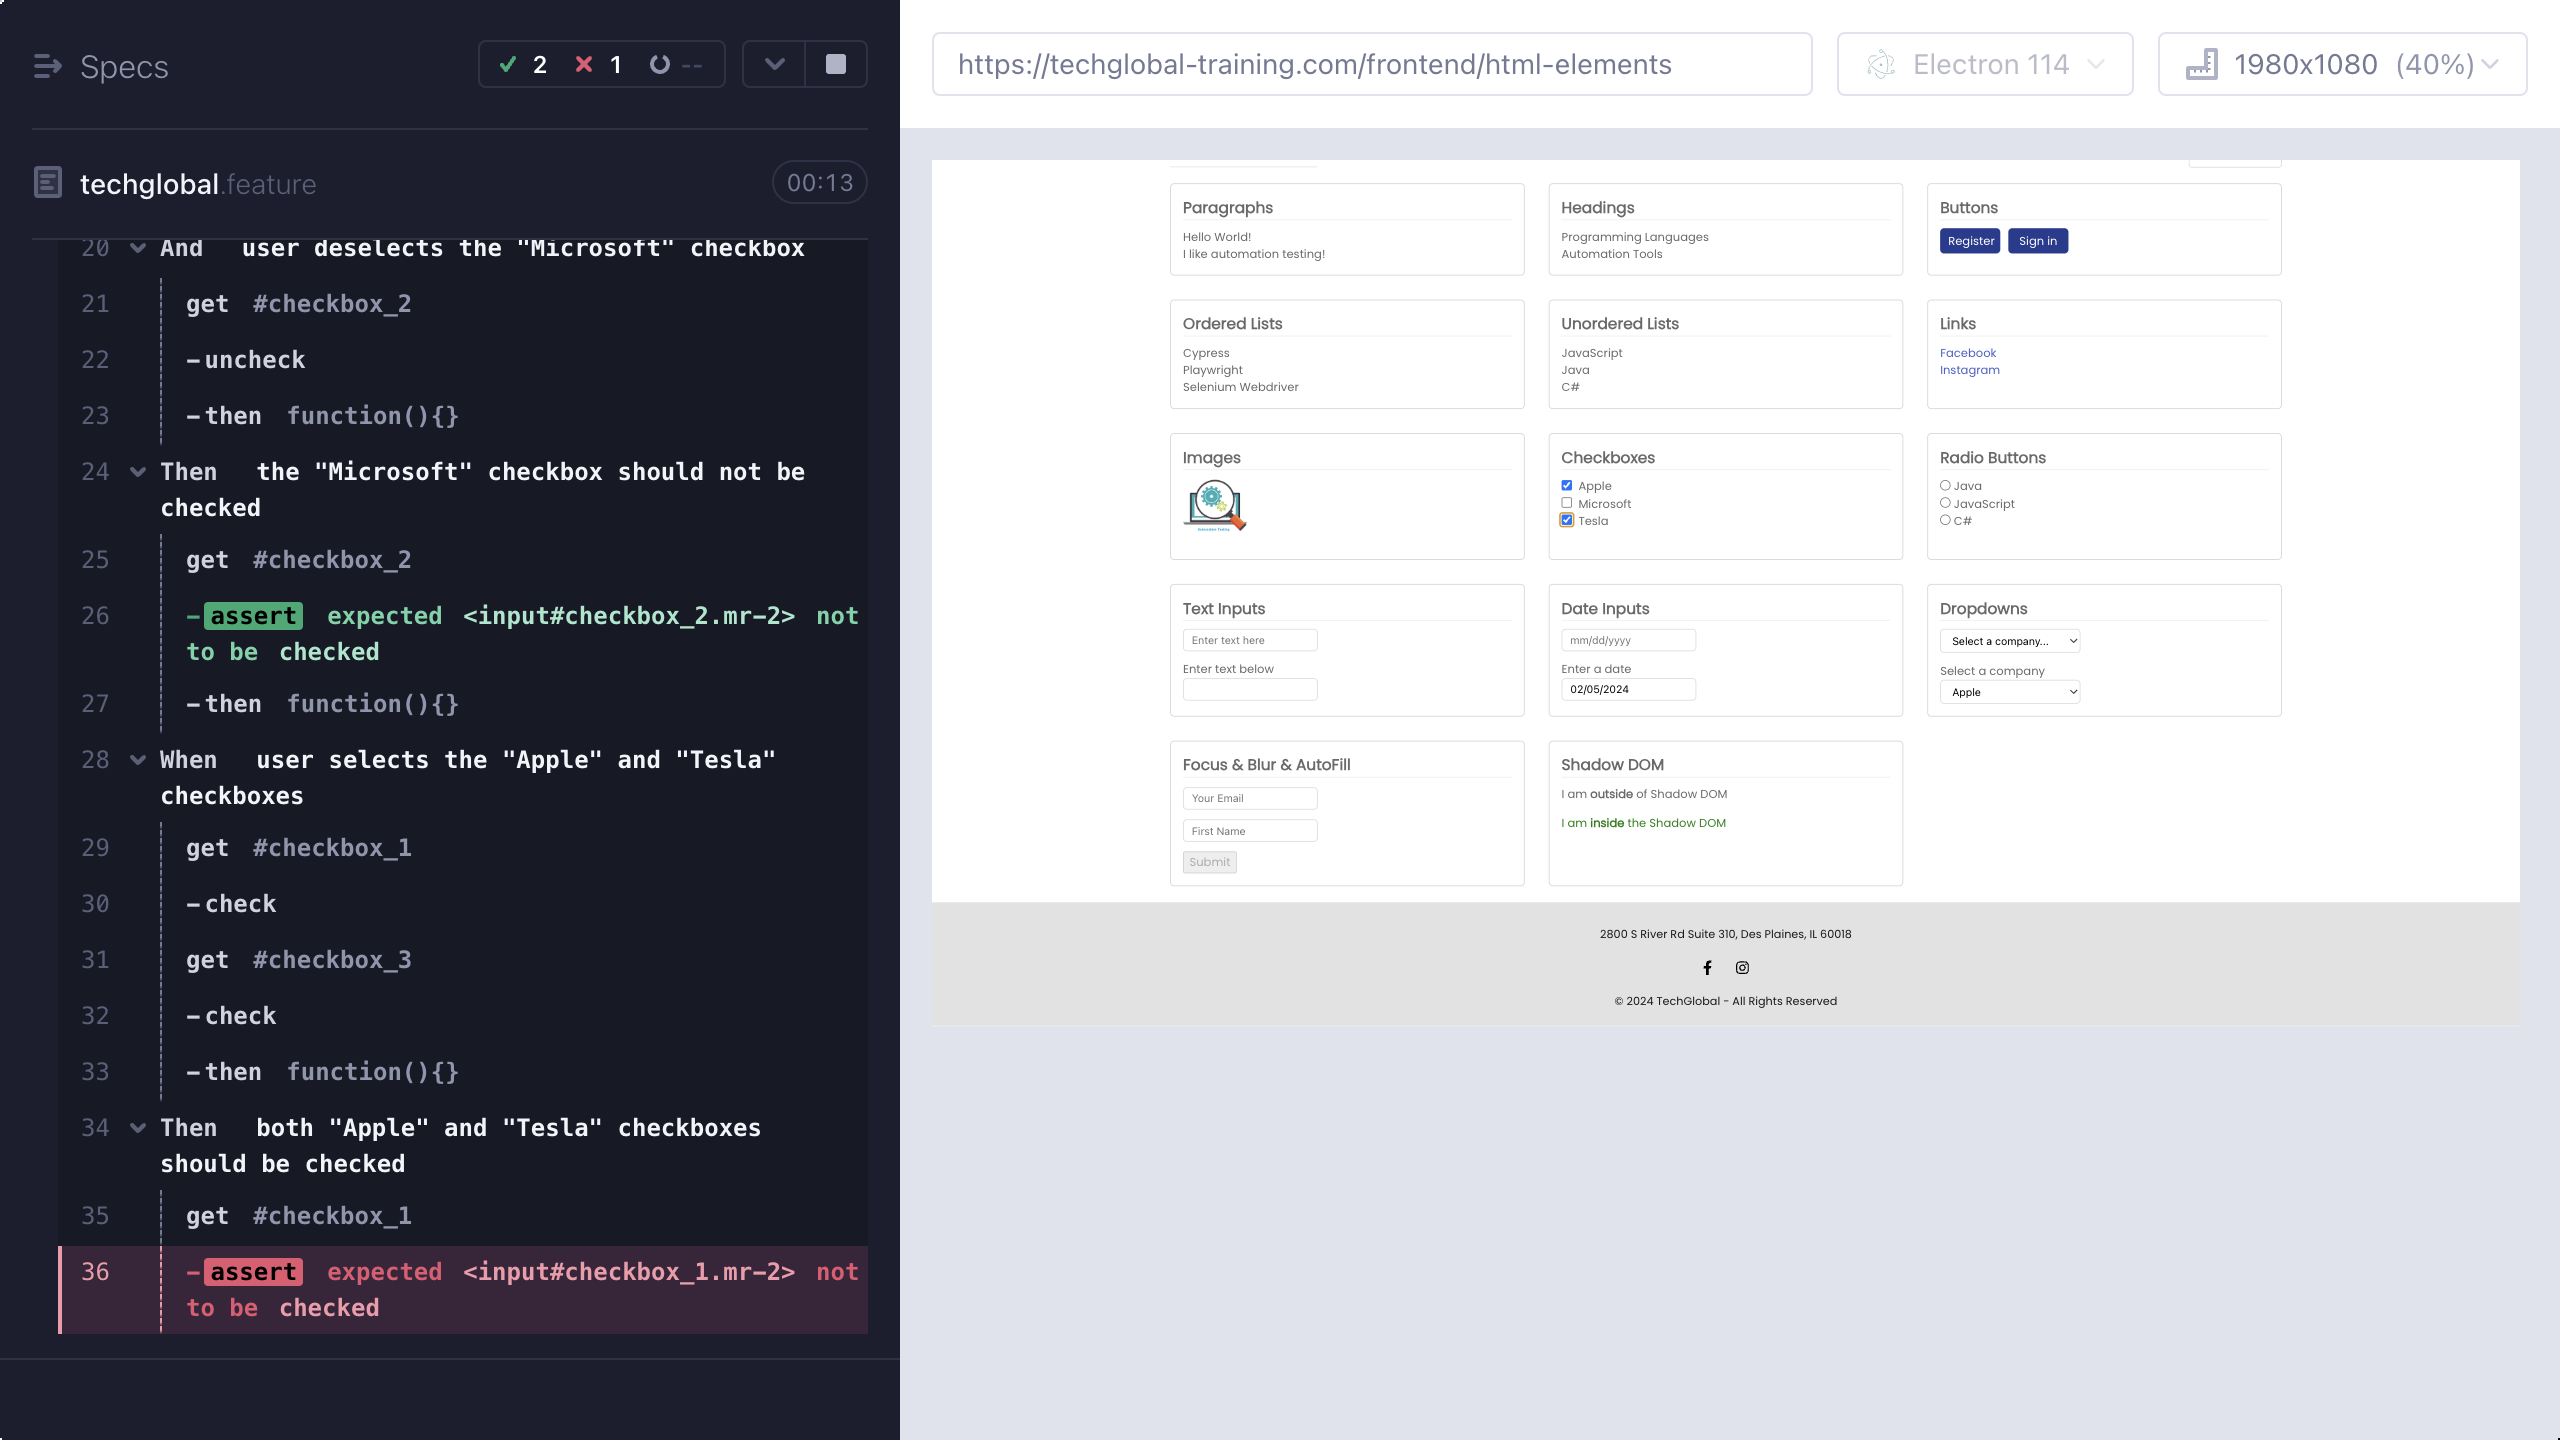 Specs
2
1
--
techglobal.feature
00:13
20 And user deselects the "Microsoft" checkbox
21 get #checkbox_2
22 -uncheck
23 -then function(){}
24 Then the "Microsoft" checkbox should not be
checked
25 get #checkbox_2
26 -assert expected <input#checkbox_2.mr-2> not
to be checked
27 -then function(){}
28 When user selects the "Apple" and "Tesla"
checkboxes
29 get #checkbox_1
30 -check
31 get #checkbox_3
32 -check
33 -then function(){}
34 Then both "Apple" and "Tesla" checkboxes
should be checked
35 get #checkbox_1
36 -assert expected <input#checkbox_1.mr-2> not
to be checked
https://techglobal-training.com/frontend/html-elements
Electron 114
1980x1080 (40%)
Paragraphs
Hello World!
I like automation testing!
Headings
Programming Languages
Automation Tools
Buttons
Register
Sign in
Ordered Lists
Cypress
Playwright
Selenium Webdriver
Unordered Lists
JavaScript
Java
C#
Links
Facebook
Instagram
Images
Checkboxes
Apple
Microsoft
Tesla
Radio Buttons
Java
JavaScript
C#
Text Inputs
Enter text here
Enter text below
Date Inputs
mm/dd/yyyy
Enter a date
02/05/2024
Dropdowns
Select a company...
Select a company
Apple
Focus & Blur & AutoFill
Your Email
First Name
Submit
Shadow DOM
I am outside of Shadow DOM
I am inside the Shadow DOM
2800 S River Rd Suite 310, Des Plaines, IL 60018
© 2024 TechGlobal - All Rights Reserved